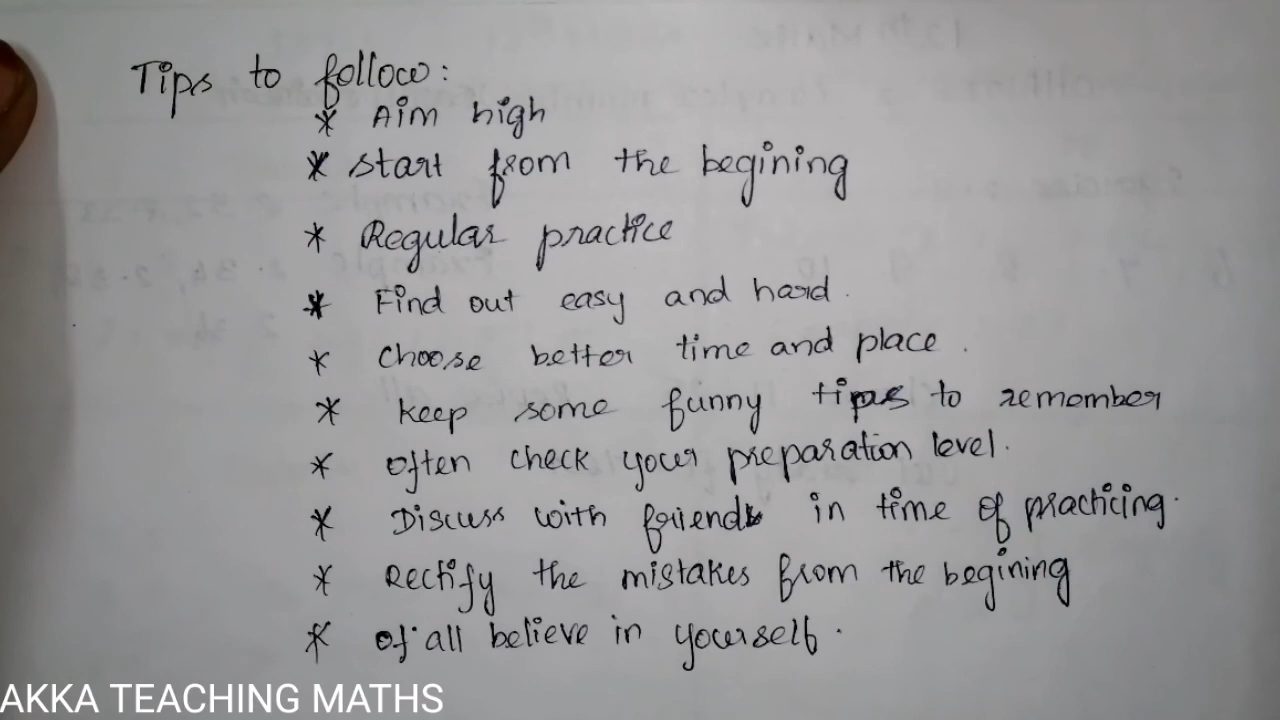 Tips to follow:
* Aim high
* Start from the begining
* Regular practice
* Find out easy and hard.
* Choose better time and place.
* Keep some funny tips to remember
* Often check your preparation level.
* Discuss with friends in time of practicing.
* Rectify the mistakes from the begining
* Of all believe in yourself.
AKKA TEACHING MATHS